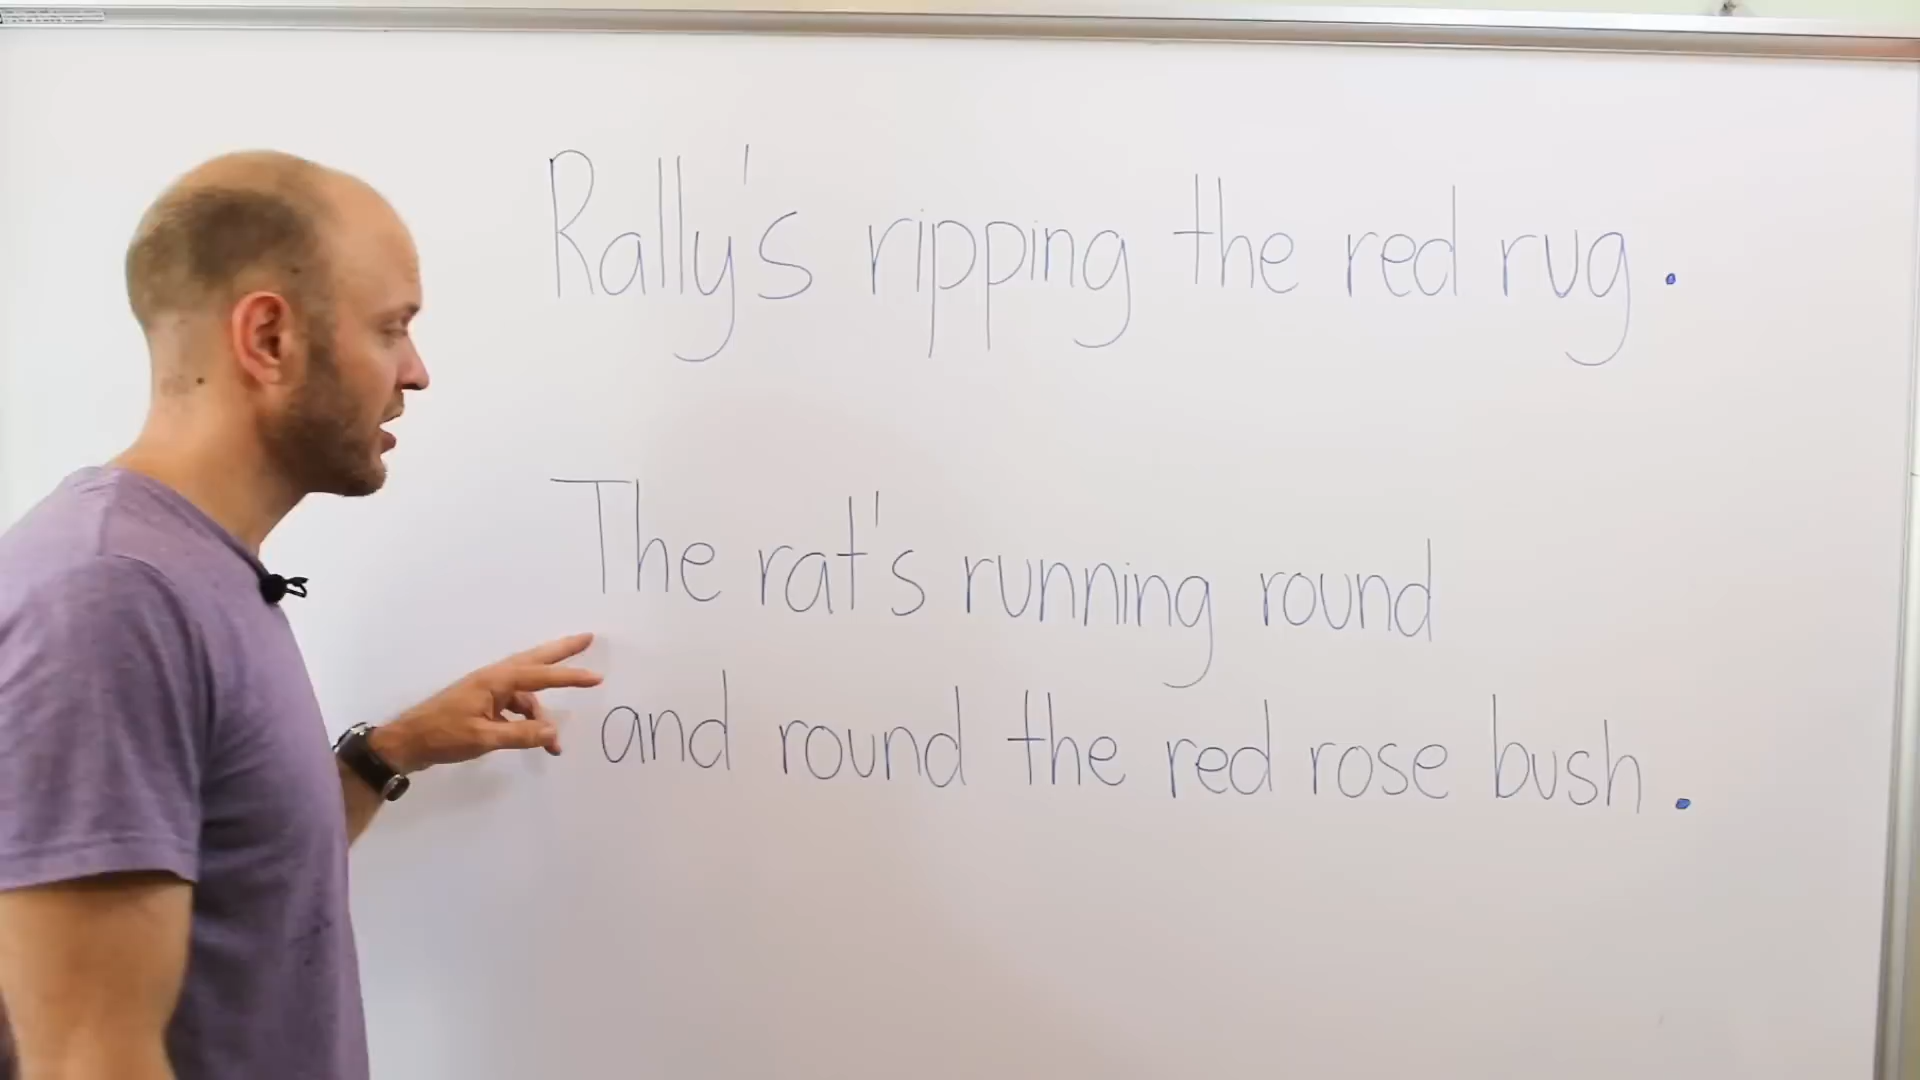 Rally's ripping the red rug.
The rat's running round
and round the red rose bush.